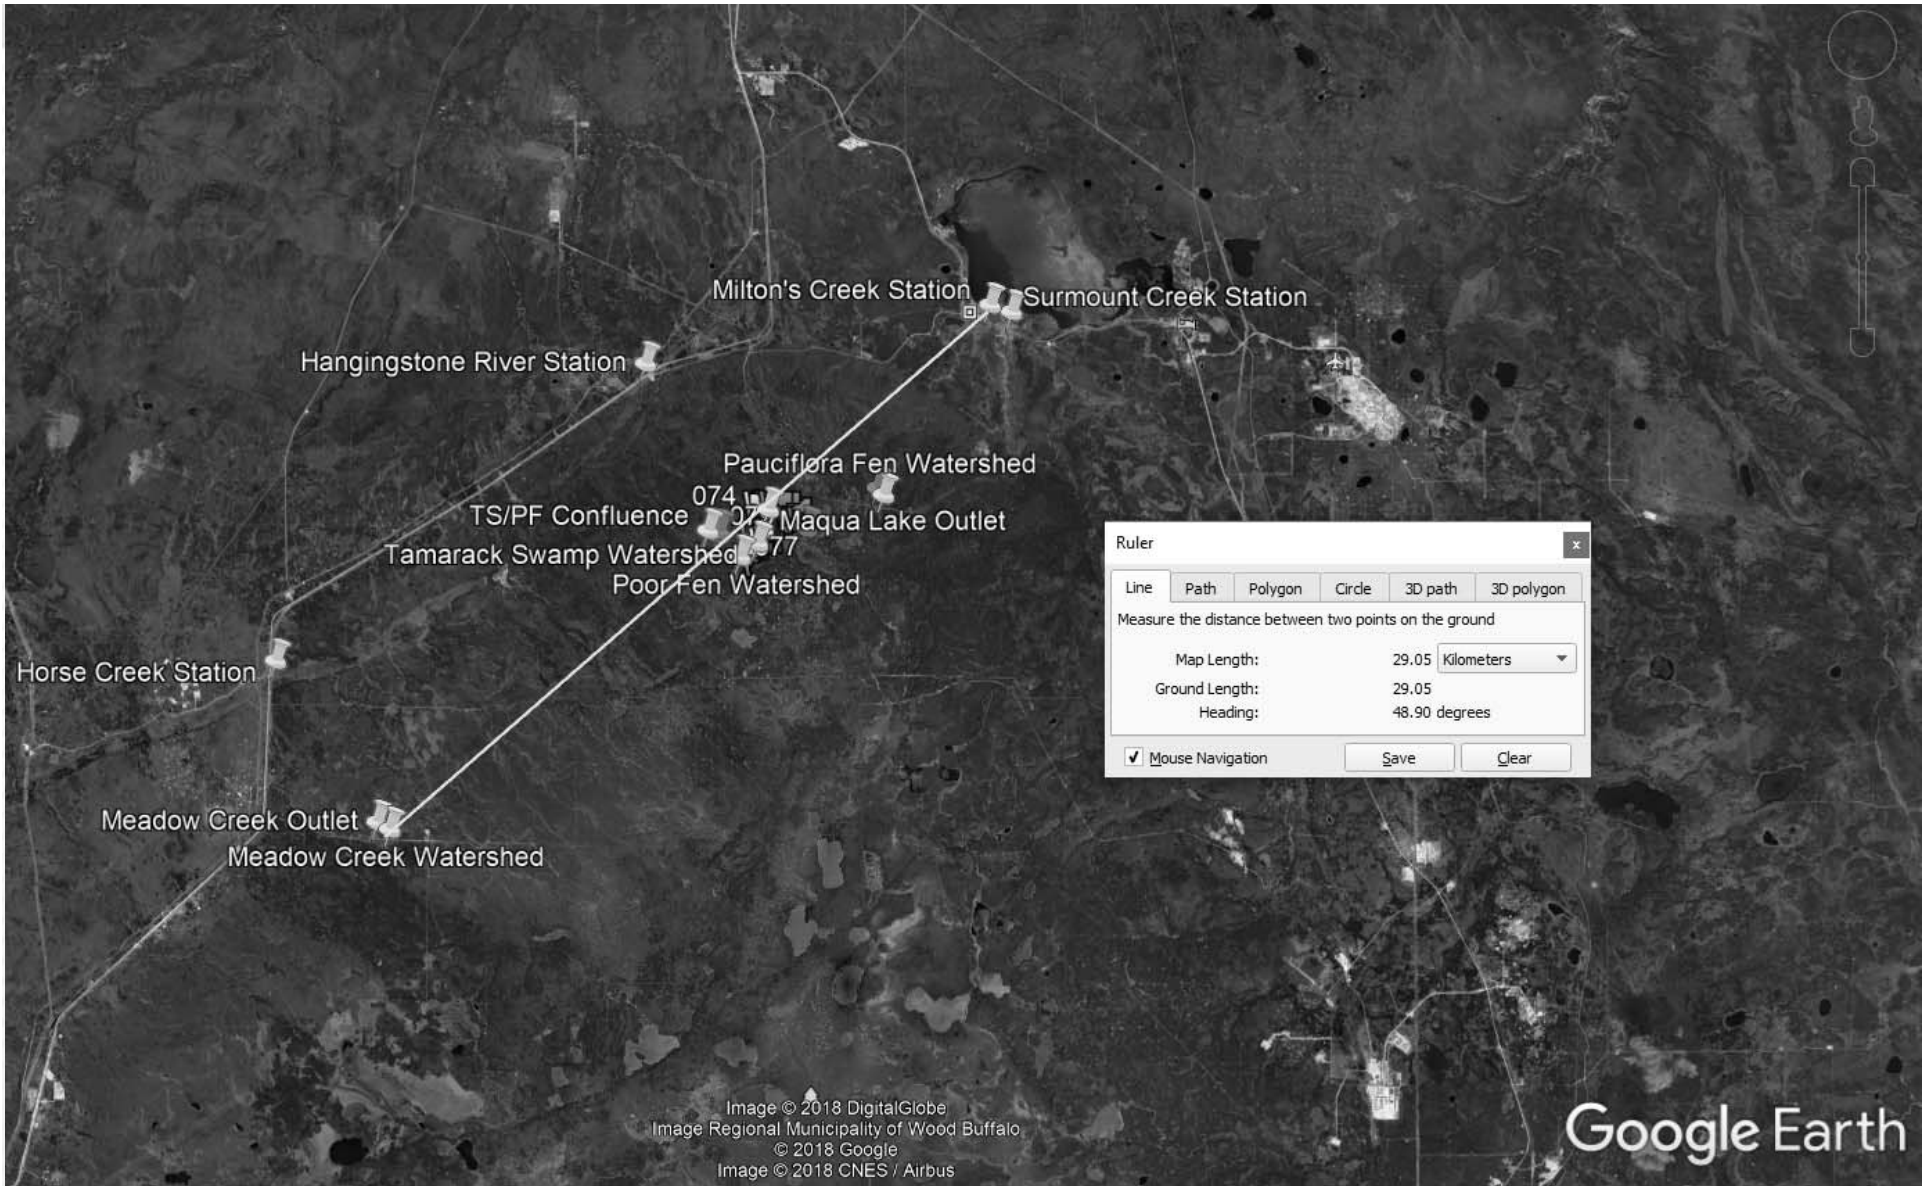 Milton's Creek Station
Surmount Creek Station
Hangingstone River Station
Pauciflora Fen Watershed
074
TS/PF Confluence
Maqua Lake Outlet
Tamarack Swamp Watershed
Poor Fen Watershed
Ruler
x
Line Path Polygon Circle 3D path 3D polygon
Measure the distance between two points on the ground
Map Length: 29.05 Kilometers
Ground Length: 29.05
Heading: 48.90 degrees
Mouse Navigation Save Clear
Horse Creek Station
Meadow Creek Outlet
Meadow Creek Watershed
Image © 2018 DigitalGlobe
Image Regional Municipality of Wood Buffalo
© 2018 Google
Image © 2018 CNES / Airbus
Google Earth